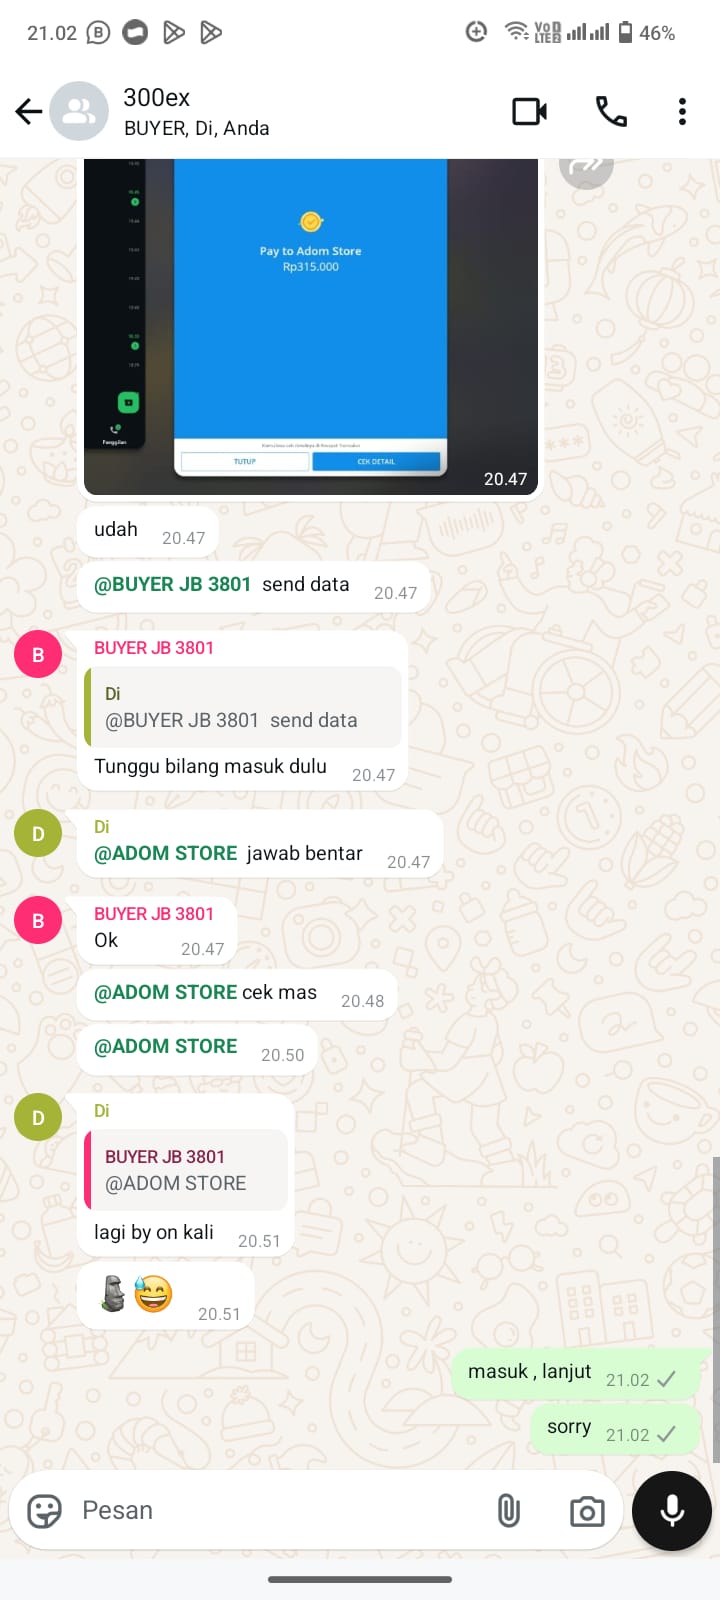 21.02
VoD
LTE2
46%
300ex
BUYER, Di, Anda
Pay to Adom Store
Rp315.000
Panggilan
TUTUP
CEK DETAIL
20.47
udah 20.47
@BUYER JB 3801 send data 20.47
B
BUYER JB 3801
Di
@BUYER JB 3801 send data
Tunggu bilang masuk dulu 20.47
D
Di
@ADOM STORE jawab bentar 20.47
B
BUYER JB 3801
Ok 20.47
@ADOM STORE cek mas 20.48
@ADOM STORE 20.50
D
Di
BUYER JB 3801
@ADOM STORE
lagi by on kali 20.51
🗿😅 20.51
masuk , lanjut 21.02
sorry 21.02
Pesan